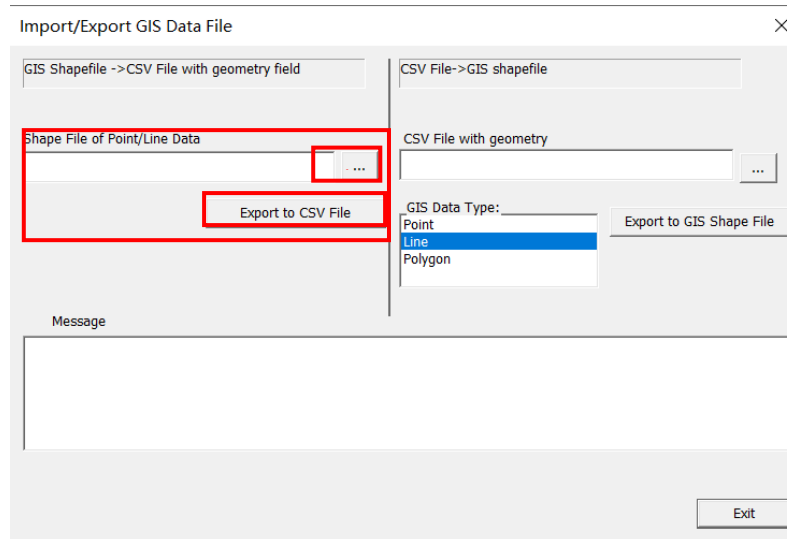 Import/Export GIS Data File
GIS Shapefile ->CSV File with geometry field
CSV File->GIS shapefile
Shape File of Point/Line Data
...
Export to CSV File
CSV File with geometry
...
GIS Data Type:
Point
Line
Polygon
Export to GIS Shape File
Message
Exit